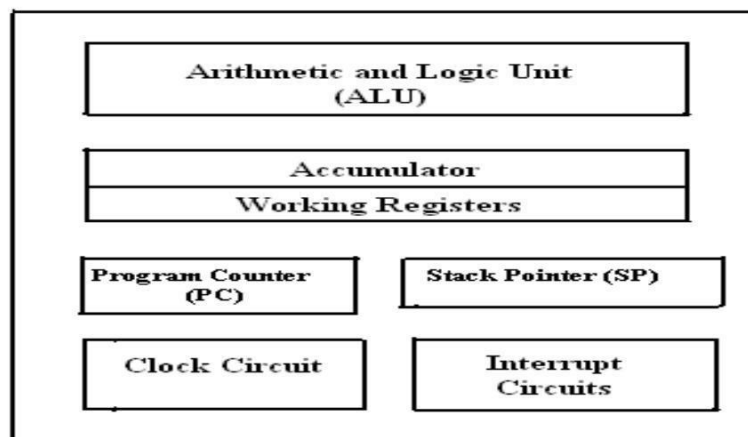 Arithmetic and Logic Unit
(ALU)
Accumulator
Working Registers
Program Counter
(PC)
Stack Pointer (SP)
Clock Circuit
Interrupt
Circuits